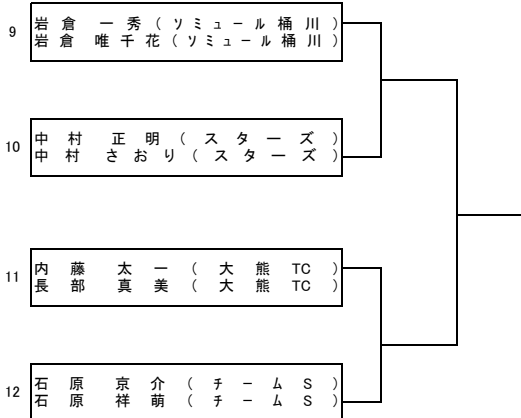 9
岩倉 一秀(ソミュール桶川)
岩倉 唯千花(ソミュール桶川)
10
中村 正明(スターズ)
中村 さおり(スターズ)
11
内藤 太一(大熊TC)
長部 真美(大熊TC)
12
石原 京介(チームS)
石原 祥萌(チームS)